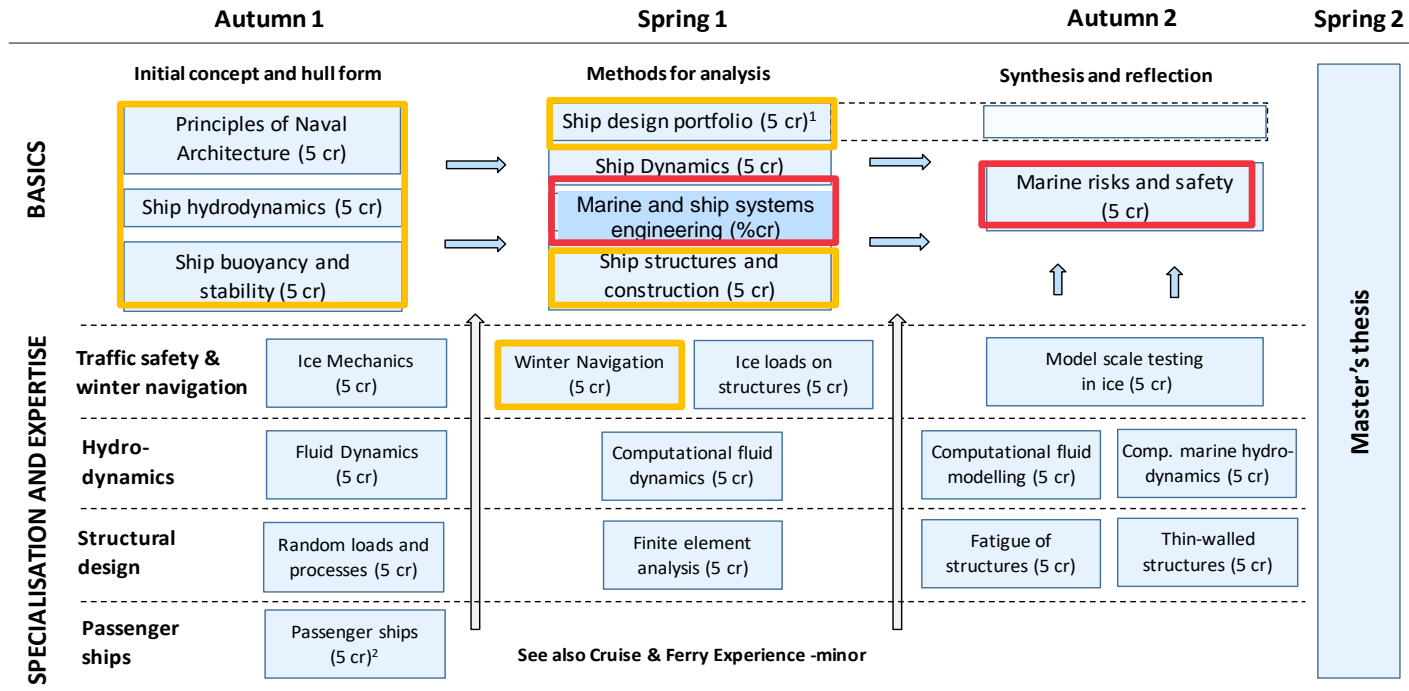 Autumn 1
Spring 1
Autumn 2
Spring 2
BASICS
Initial concept and hull form
Methods for analysis
Synthesis and reflection
Principles of Naval
Architecture (5 cr)
Ship hydrodynamics (5 cr)
Ship buoyancy and
stability (5 cr)
Ship design portfolio (5 cr)¹
Ship Dynamics (5 cr)
Marine and ship systems
engineering (%cr)
Ship structures and
construction (5 cr)
Marine risks and safety
(5 cr)
SPECIALISATION AND EXPERTISE
Traffic safety &
winter navigation
Ice Mechanics
(5 cr)
Winter Navigation
(5 cr)
Ice loads on
structures (5 cr)
Model scale testing
in ice (5 cr)
Hydro-
dynamics
Fluid Dynamics
(5 cr)
Computational fluid
dynamics (5 cr)
Computational fluid
modelling (5 cr)
Comp. marine hydro-
dynamics (5 cr)
Structural
design
Random loads and
processes (5 cr)
Finite element
analysis (5 cr)
Fatigue of
structures (5 cr)
Thin-walled
structures (5 cr)
Passenger
ships
Passenger ships
(5 cr)²
See also Cruise & Ferry Experience -minor
Master's thesis